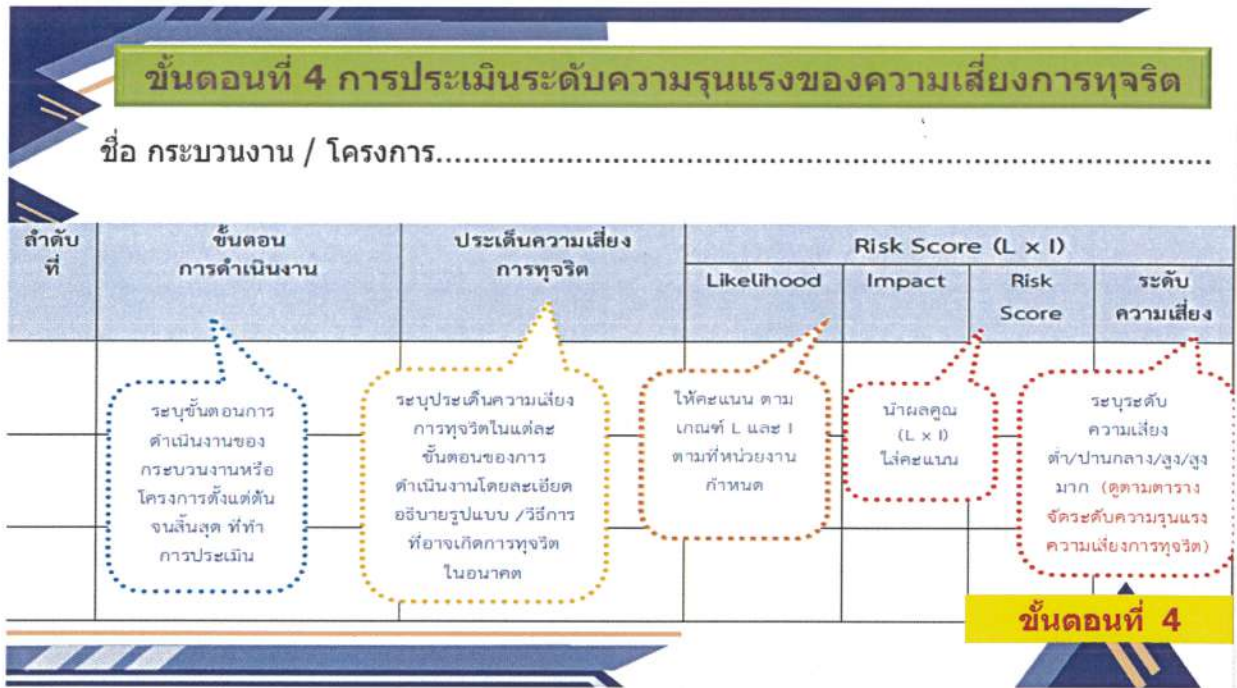 ขั้นตอนที่ 4 การประเมินระดับความรุนแรงของความเสี่ยงการทุจริต
ชื่อ กระบวนงาน / โครงการ....................................................................................
ลำดับ
ที่
ขั้นตอน
การดำเนินงาน
ประเด็นความเสี่ยง
การทุจริต
Risk Score (L x I)
Likelihood
Impact
Risk
Score
ระดับ
ความเสี่ยง
ระบุขั้นตอนการ
ดำเนินงานของ
กระบวนงานหรือ
โครงการตั้งแต่ต้น
จนสิ้นสุด ที่ทำ
การประเมิน
ระบุประเด็นความเสี่ยง
การทุจริตในแต่ละ
ขั้นตอนของการ
ดำเนินงานโดยละเอียด
อธิบายรูปแบบ /วิธีการ
ที่อาจเกิดการทุจริต
ในอนาคต
ให้คะแนน ตาม
เกณฑ์ L และ I
ตามที่หน่วยงาน
กำหนด
นำผลคูณ
(L x I)
ใส่คะแนน
ระบุระดับ
ความเสี่ยง
ต่ำ/ปานกลาง/สูง/สูง
มาก (ดูตามตาราง
จัดระดับความรุนแรง
ความเสี่ยงการทุจริต)
ขั้นตอนที่ 4